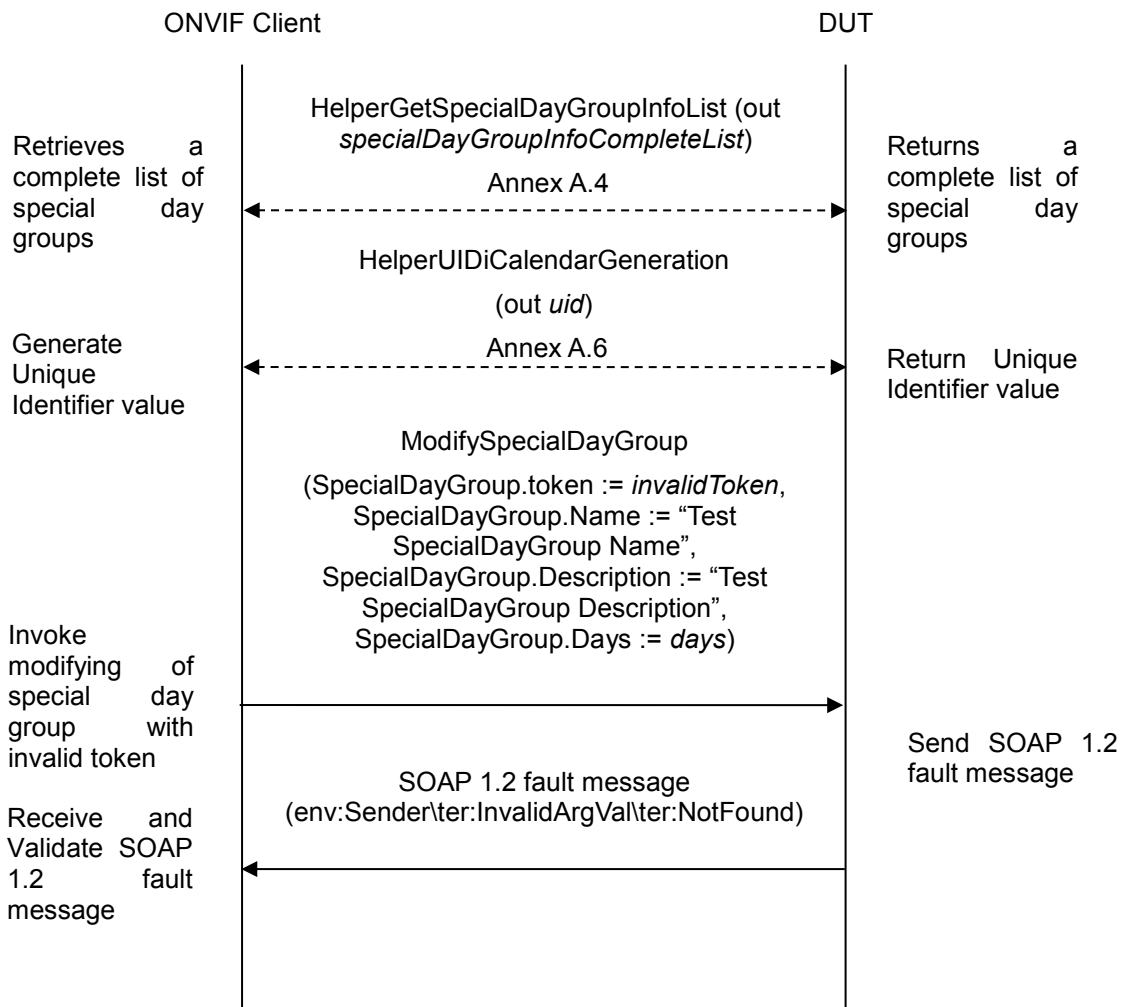 ONVIF Client
DUT
HelperGetSpecialDayGroupInfoList (out
specialDayGroupInfoCompleteList)
Annex A.4
Retrieves a
complete list of
special day
groups
Returns a
complete list of
special day
groups
HelperUIDiCalendarGeneration
(out uid)
Annex A.6
Generate
Unique
Identifier value
Return Unique
Identifier value
ModifySpecialDayGroup
(SpecialDayGroup.token := invalidToken,
SpecialDayGroup.Name := “Test
SpecialDayGroup Name”,
SpecialDayGroup.Description := “Test
SpecialDayGroup Description”,
SpecialDayGroup.Days := days)
Invoke
modifying of
special day
group with
invalid token
Send SOAP 1.2
fault message
SOAP 1.2 fault message
(env:Sender\ter:InvalidArgVal\ter:NotFound)
Receive and
Validate SOAP
1.2 fault
message